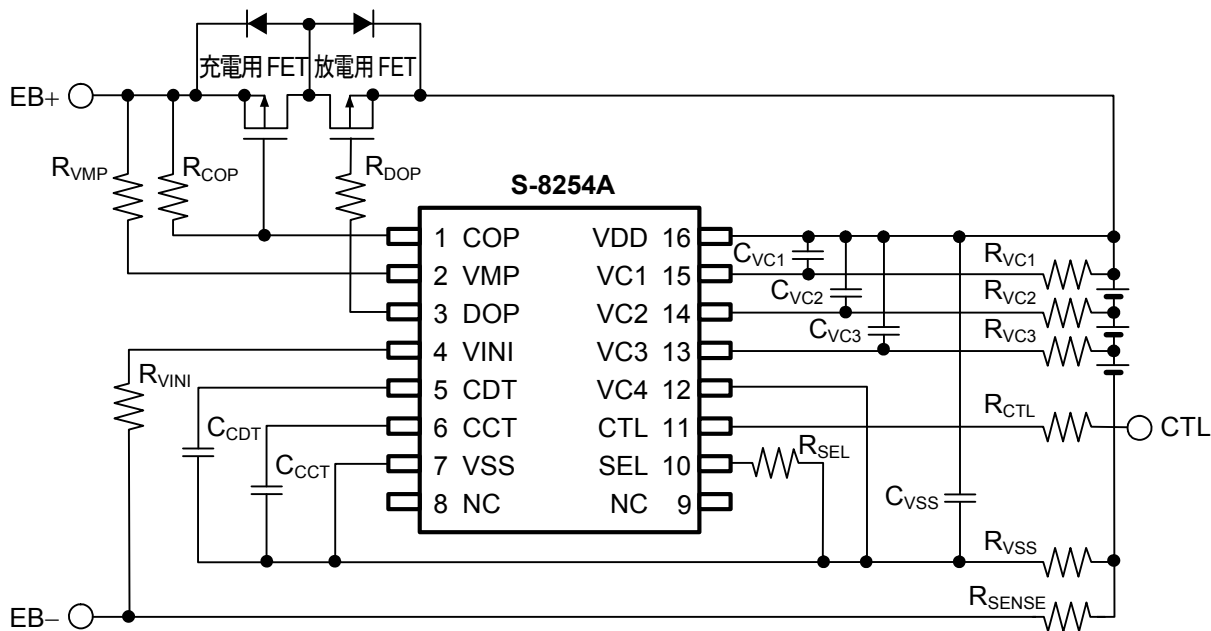 充電用 FET 放電用 FET
EB+
RVMP
RCOP
RDOP
S-8254A
1 COP VDD 16
2 VMP VC1 15
3 DOP VC2 14
4 VINI VC3 13
5 CDT VC4 12
6 CCT CTL 11
7 VSS SEL 10
8 NC NC 9
CVC1
CVC2
CVC3
RVC1
RVC2
RVC3
RVINI
CCDT
CCCT
RCTL
CTL
RSEL
CVSS
RVSS
RSENSE
EB−